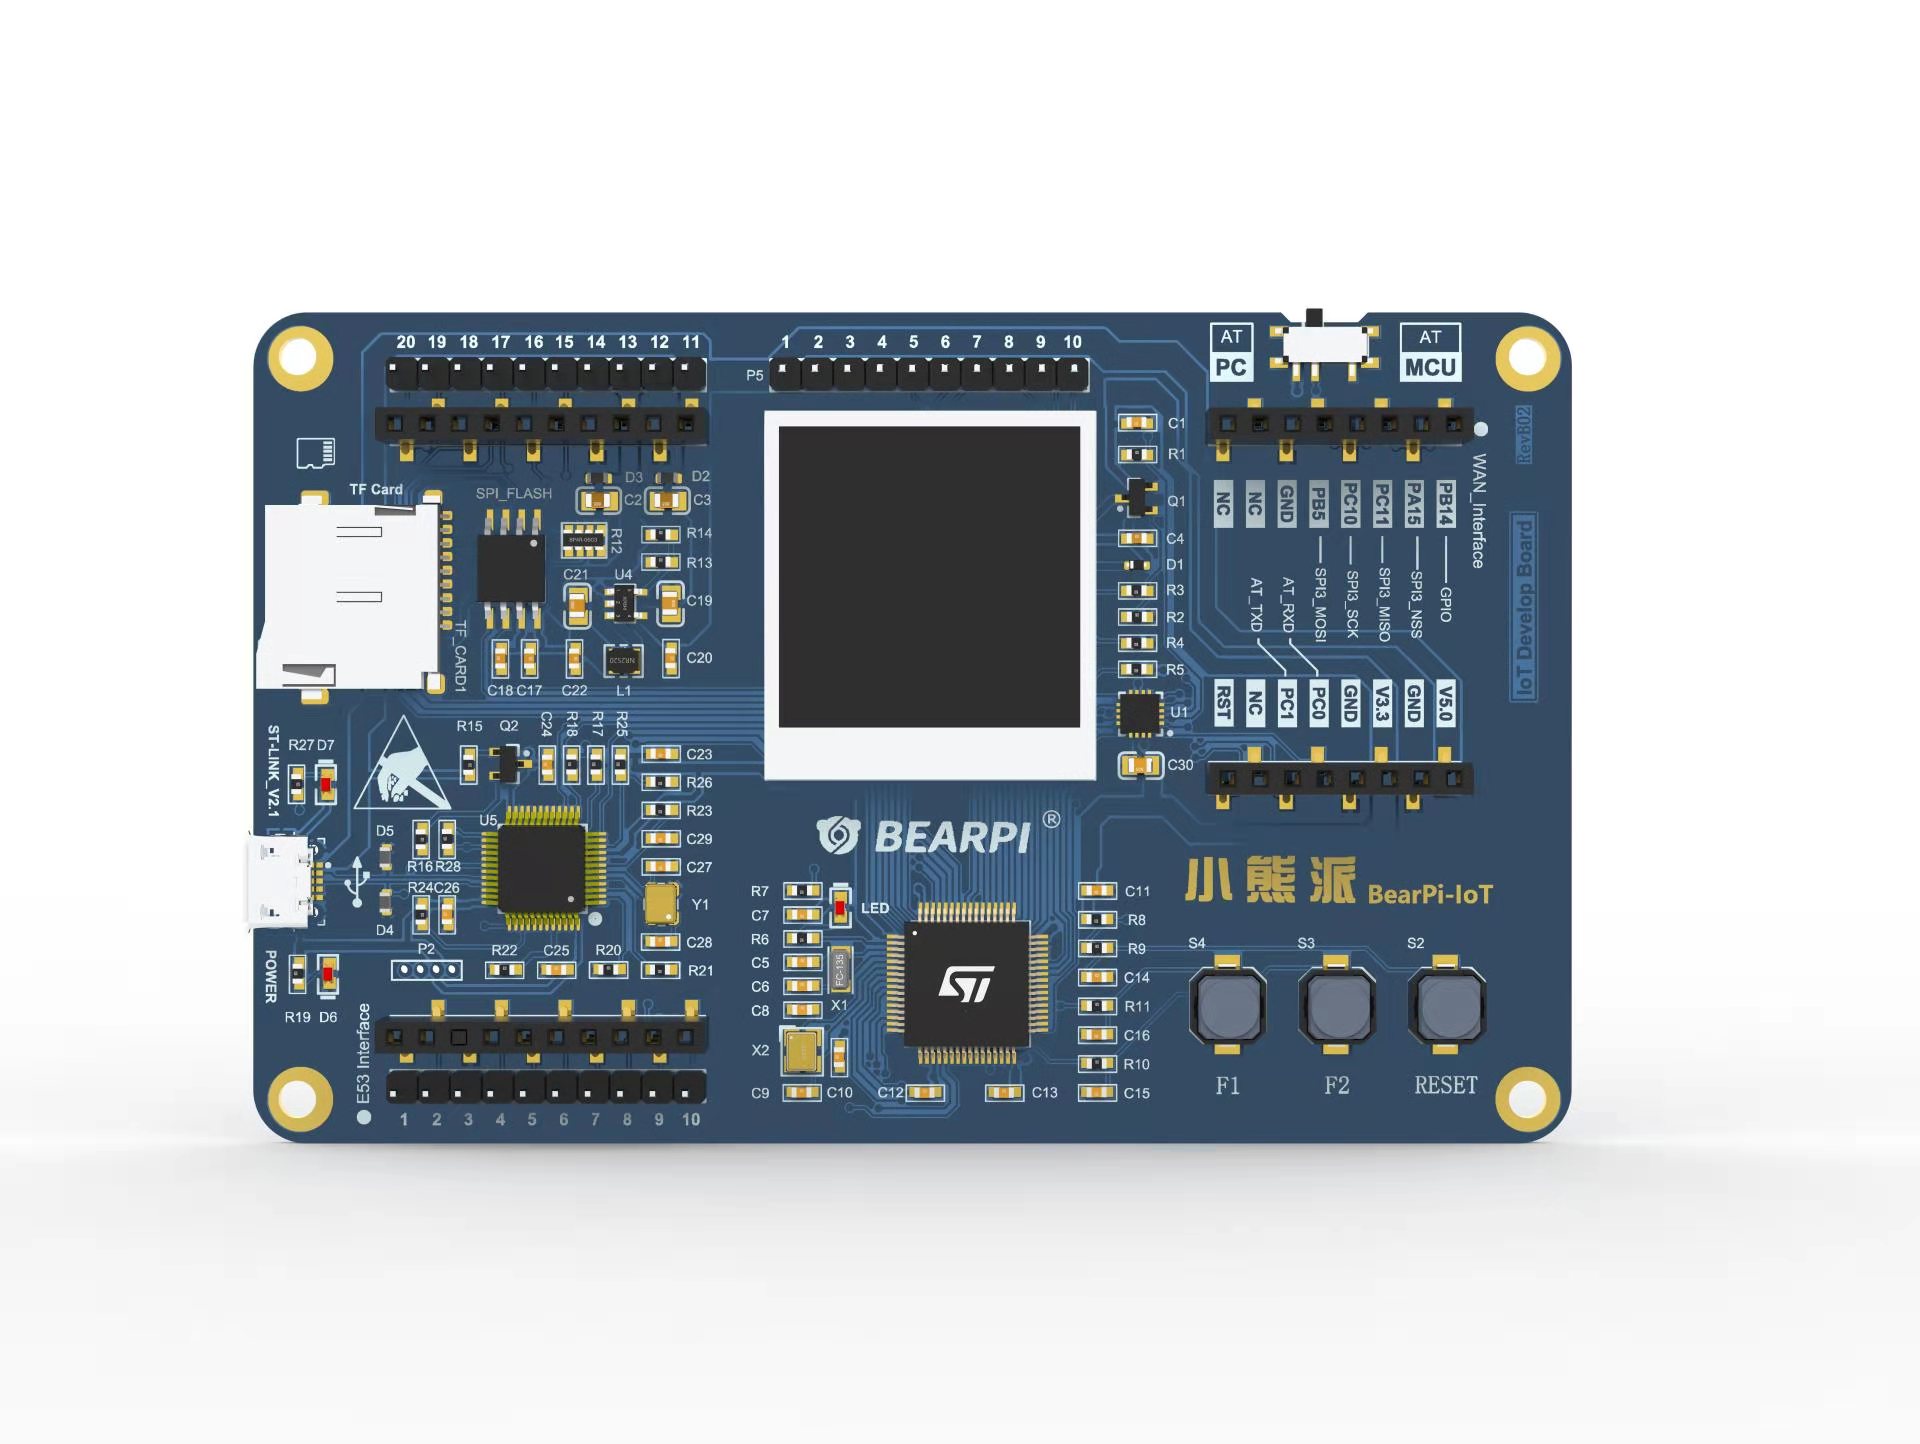 20 19 18 17 16 15 14 13 12 11
P5
1 2 3 4 5 6 7 8 9 10
AT
PC
AT
MCU
RevB02
WAN_Interface
IoT Develop Board
TF Card
TF_CARD1
SPI_FLASH
D3
D2
C2
C3
R12
R14
R13
C21
U4
C19
C18
C17
C22
L1
NR2520
C20
C1
R1
Q1
C4
D1
R3
R2
R4
R5
U1
C30
NC
NC
GND
PB5
PC10
PC11
PA15
PB14
AT_TXD
AT_RXD
SPI3_MOSI
SPI3_SCK
SPI3_MISO
SPI3_NSS
GPIO
RST
NC
PC1
PC0
GND
V3.3
GND
V5.0
ST-LINK_V2.1
R27 D7
R15
Q2
C24
R18
R17
R25
C23
R26
R23
C29
C27
U5
D5
R16 R28
R24 C26
D4
P2
R22
C25
R20
Y1
C28
R21
POWER
R19 D6
E53 Interface
1 2 3 4 5 6 7 8 9 10
BEARPI ®
R7
C7
R6
C5
C6
C8
X2
C9
LED
FC-135
X1
C10
C12
C13
ST
C11
R8
R9
C14
R11
C16
R10
C15
小熊派 BearPi-IoT
S4
S3
S2
F1
F2
RESET